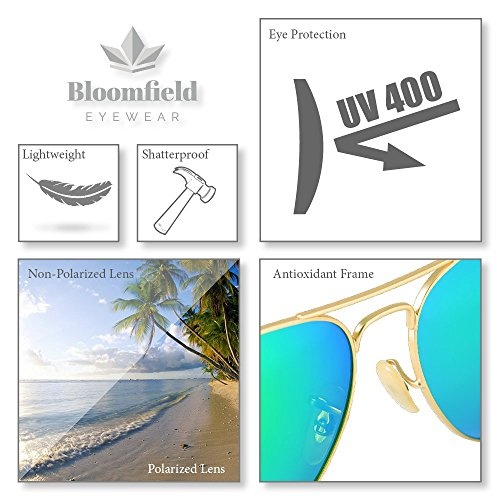 Bloomfield
EYEWEAR
Eye Protection
UV 400
Lightweight
Shatterproof
Non-Polarized Lens
Polarized Lens
Antioxidant Frame